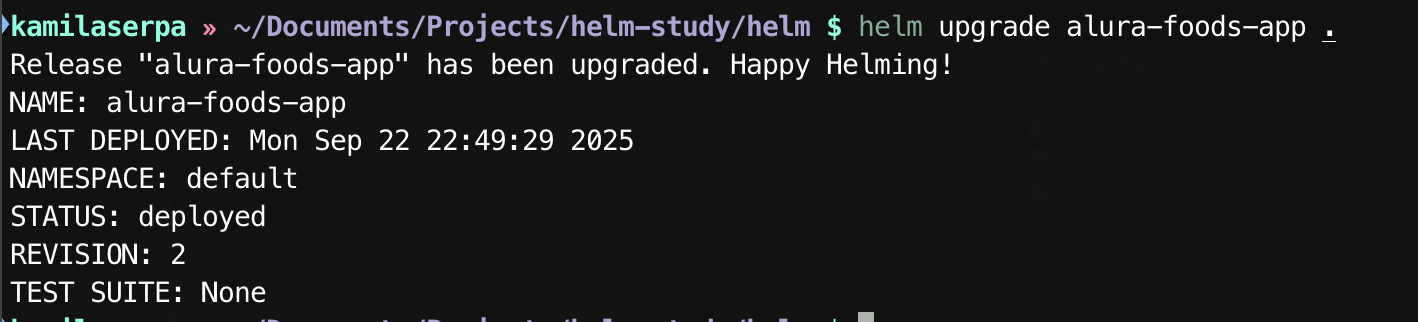 kamilaserpa » ~/Documents/Projects/helm-study/helm $ helm upgrade alura-foods-app .
Release "alura-foods-app" has been upgraded. Happy Helming!
NAME: alura-foods-app
LAST DEPLOYED: Mon Sep 22 22:49:29 2025
NAMESPACE: default
STATUS: deployed
REVISION: 2
TEST SUITE: None